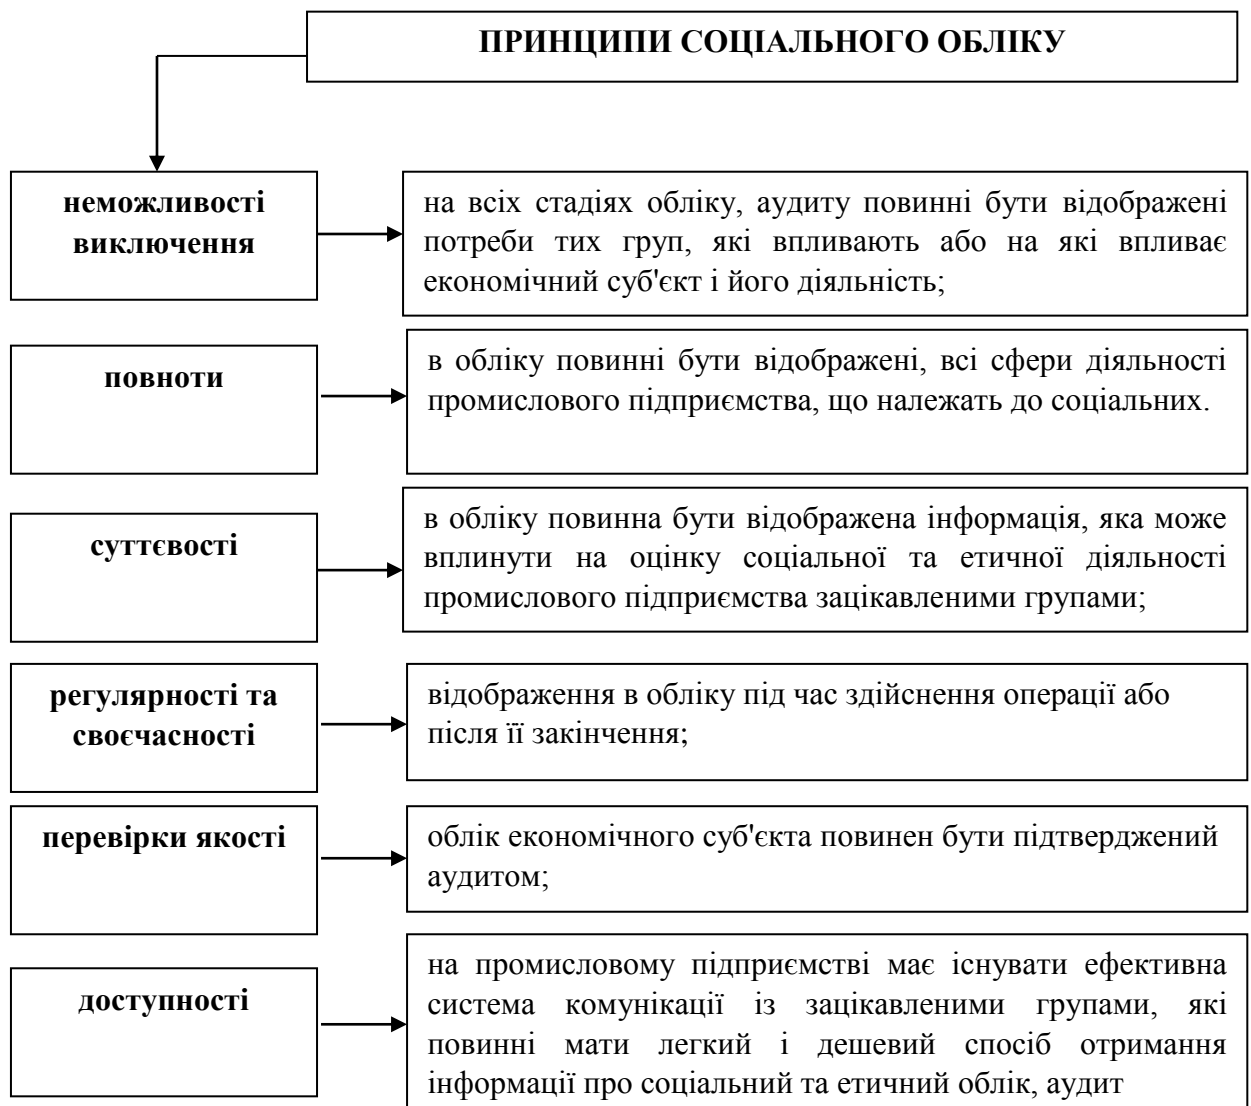 ПРИНЦИПИ СОЦІАЛЬНОГО ОБЛІКУ
неможливості
виключення
на всіх стадіях обліку, аудиту повинні бути відображені
потреби тих груп, які впливають або на які впливає
економічний суб'єкт і його діяльність;
повноти
в обліку повинні бути відображені, всі сфери діяльності
промислового підприємства, що належать до соціальних.
суттєвості
в обліку повинна бути відображена інформація, яка може
вплинути на оцінку соціальної та етичної діяльності
промислового підприємства зацікавленими групами;
регулярності та
своєчасності
відображення в обліку під час здійснення операції або
після її закінчення;
перевірки якості
облік економічного суб'єкта повинен бути підтверджений
аудитом;
доступності
на промисловому підприємстві має існувати ефективна
система комунікації із зацікавленими групами, які
повинні мати легкий і дешевий спосіб отримання
інформації про соціальний та етичний облік, аудит